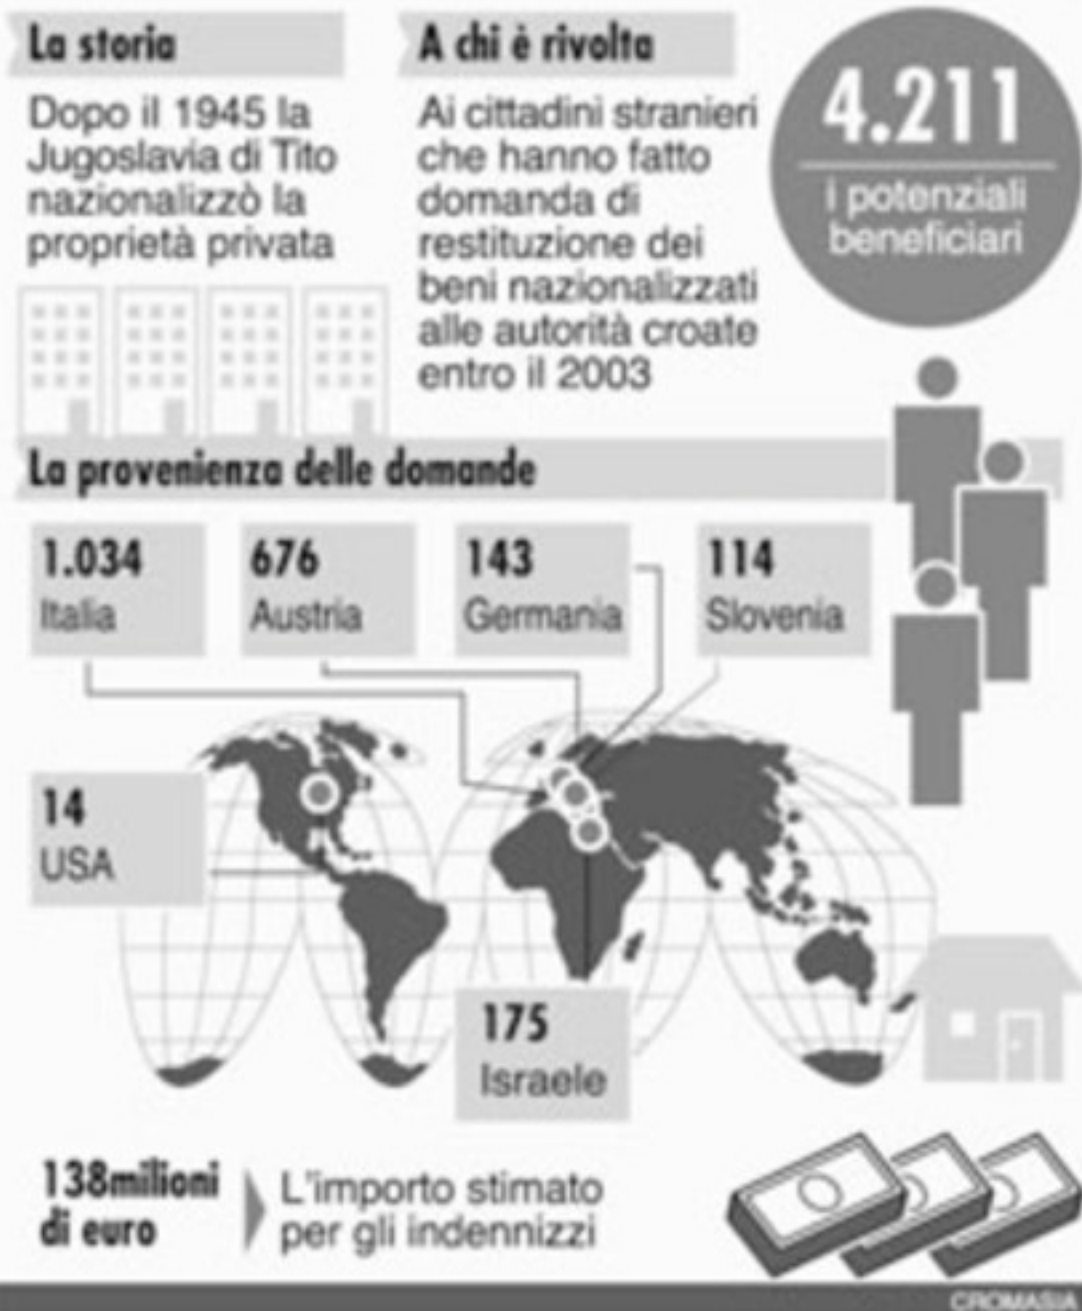 La storia
Dopo il 1945 la
Jugoslavia di Tito
nazionalizzò la
proprietà privata
A chi è rivolta
Ai cittadini stranieri
che hanno fatto
domanda di
restituzione dei
beni nazionalizzati
alle autorità croate
entro il 2003
4.211
i potenziali
beneficiari
La provenienza delle domande
1.034
Italia
676
Austria
143
Germania
114
Slovenia
14
USA
175
Israele
138milioni
di euro
L'importo stimato
per gli indennizzi
CROMASIA